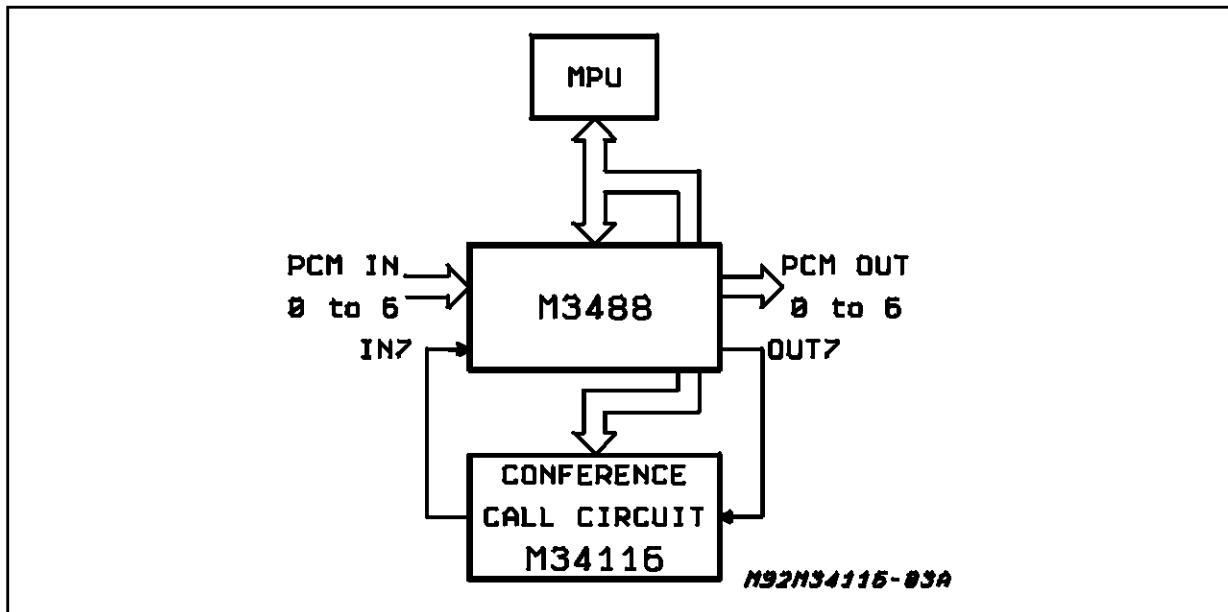 MPU
PCM IN
0 to 6
IN7
M3488
PCM OUT
0 to 6
OUT7
CONFERENCE
CALL CIRCUIT
M34116
M92M34116-03A